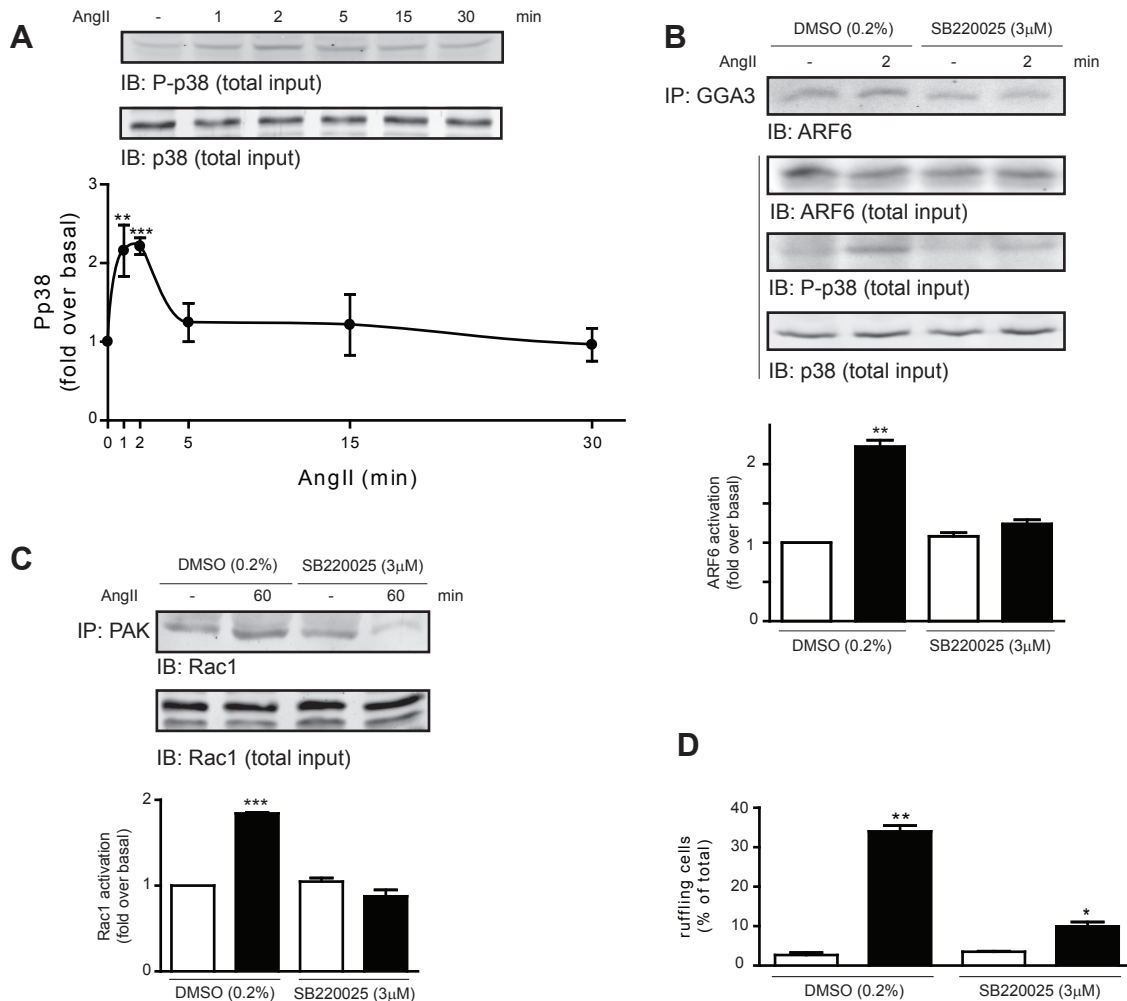 A
AngII - 1 2 5 15 30 min
IB: P-p38 (total input)
IB: p38 (total input)
3
2
1
0
** ***
Pp38
(fold over basal)
0 1 2 5 15 30
AngII (min)
B
DMSO (0.2%) SB220025 (3μM)
AngII - 2 - 2 min
IP: GGA3
IB: ARF6
IB: ARF6 (total input)
IB: P-p38 (total input)
IB: p38 (total input)
ARF6 activation
(fold over basal)
2
1
0
**
DMSO (0.2%) SB220025 (3μM)
C
DMSO (0.2%) SB220025 (3μM)
AngII - 60 - 60 min
IP: PAK
IB: Rac1
IB: Rac1 (total input)
Rac1 activation
(fold over basal)
2
1
0
***
DMSO (0.2%) SB220025 (3μM)
D
ruffling cells
(% of total)
40
30
20
10
0
**
*
DMSO (0.2%) SB220025 (3μM)